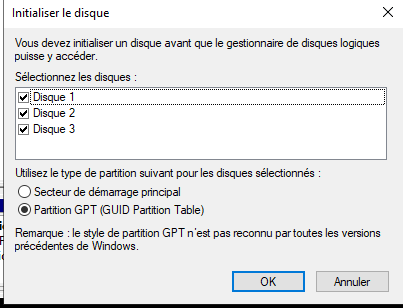 Initialiser le disque
Vous devez initialiser un disque avant que le gestionnaire de disques logiques
puisse y accéder.
Sélectionnez les disques :
Disque 1
Disque 2
Disque 3
Utilisez le type de partition suivant pour les disques sélectionnés :
Secteur de démarrage principal
Partition GPT (GUID Partition Table)
Remarque : le style de partition GPT n'est pas reconnu par toutes les versions
précédentes de Windows.
OK
Annuler